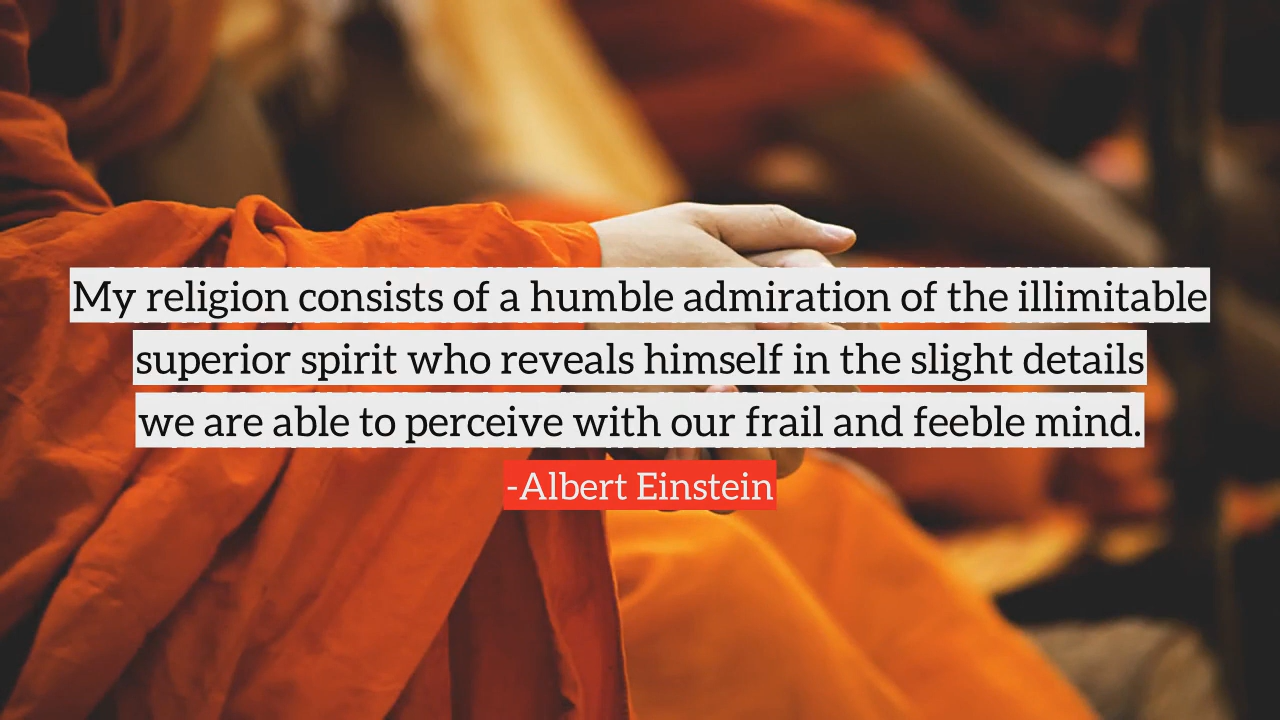 My religion consists of a humble admiration of the illimitable
superior spirit who reveals himself in the slight details
we are able to perceive with our frail and feeble mind.
-Albert Einstein